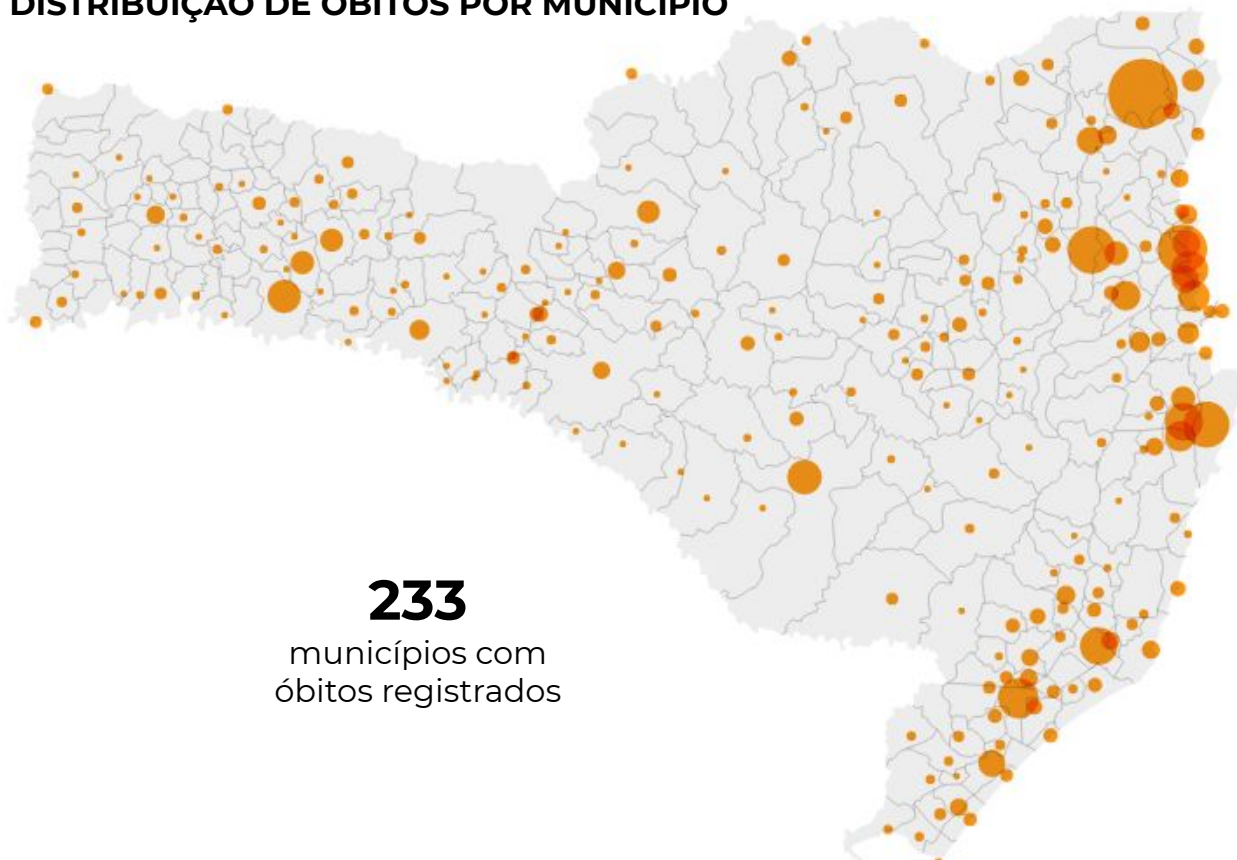 DISTRIBUIÇÃO DE ÓBITOS POR MUNICÍPIO
233
municípios com
óbitos registrados